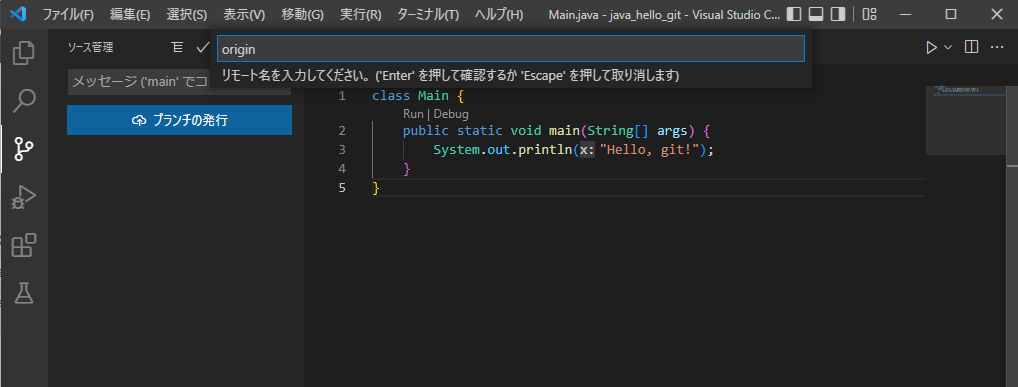 ファイル(F) 編集(E) 選択(S) 表示(V) 移動(G) 実行(R) ターミナル(T) ヘルプ(H) Main.java - java_hello_git - Visual Studio C...
ソース管理
origin
リモート名を入力してください。 ('Enter' を押して確認するか 'Escape' を押して取り消します)
メッセージ ('main' でコ
ブランチの発行
1 class Main {
Run | Debug
2 public static void main(String[] args) {
3 System.out.println(x: "Hello, git!");
4 }
5 }